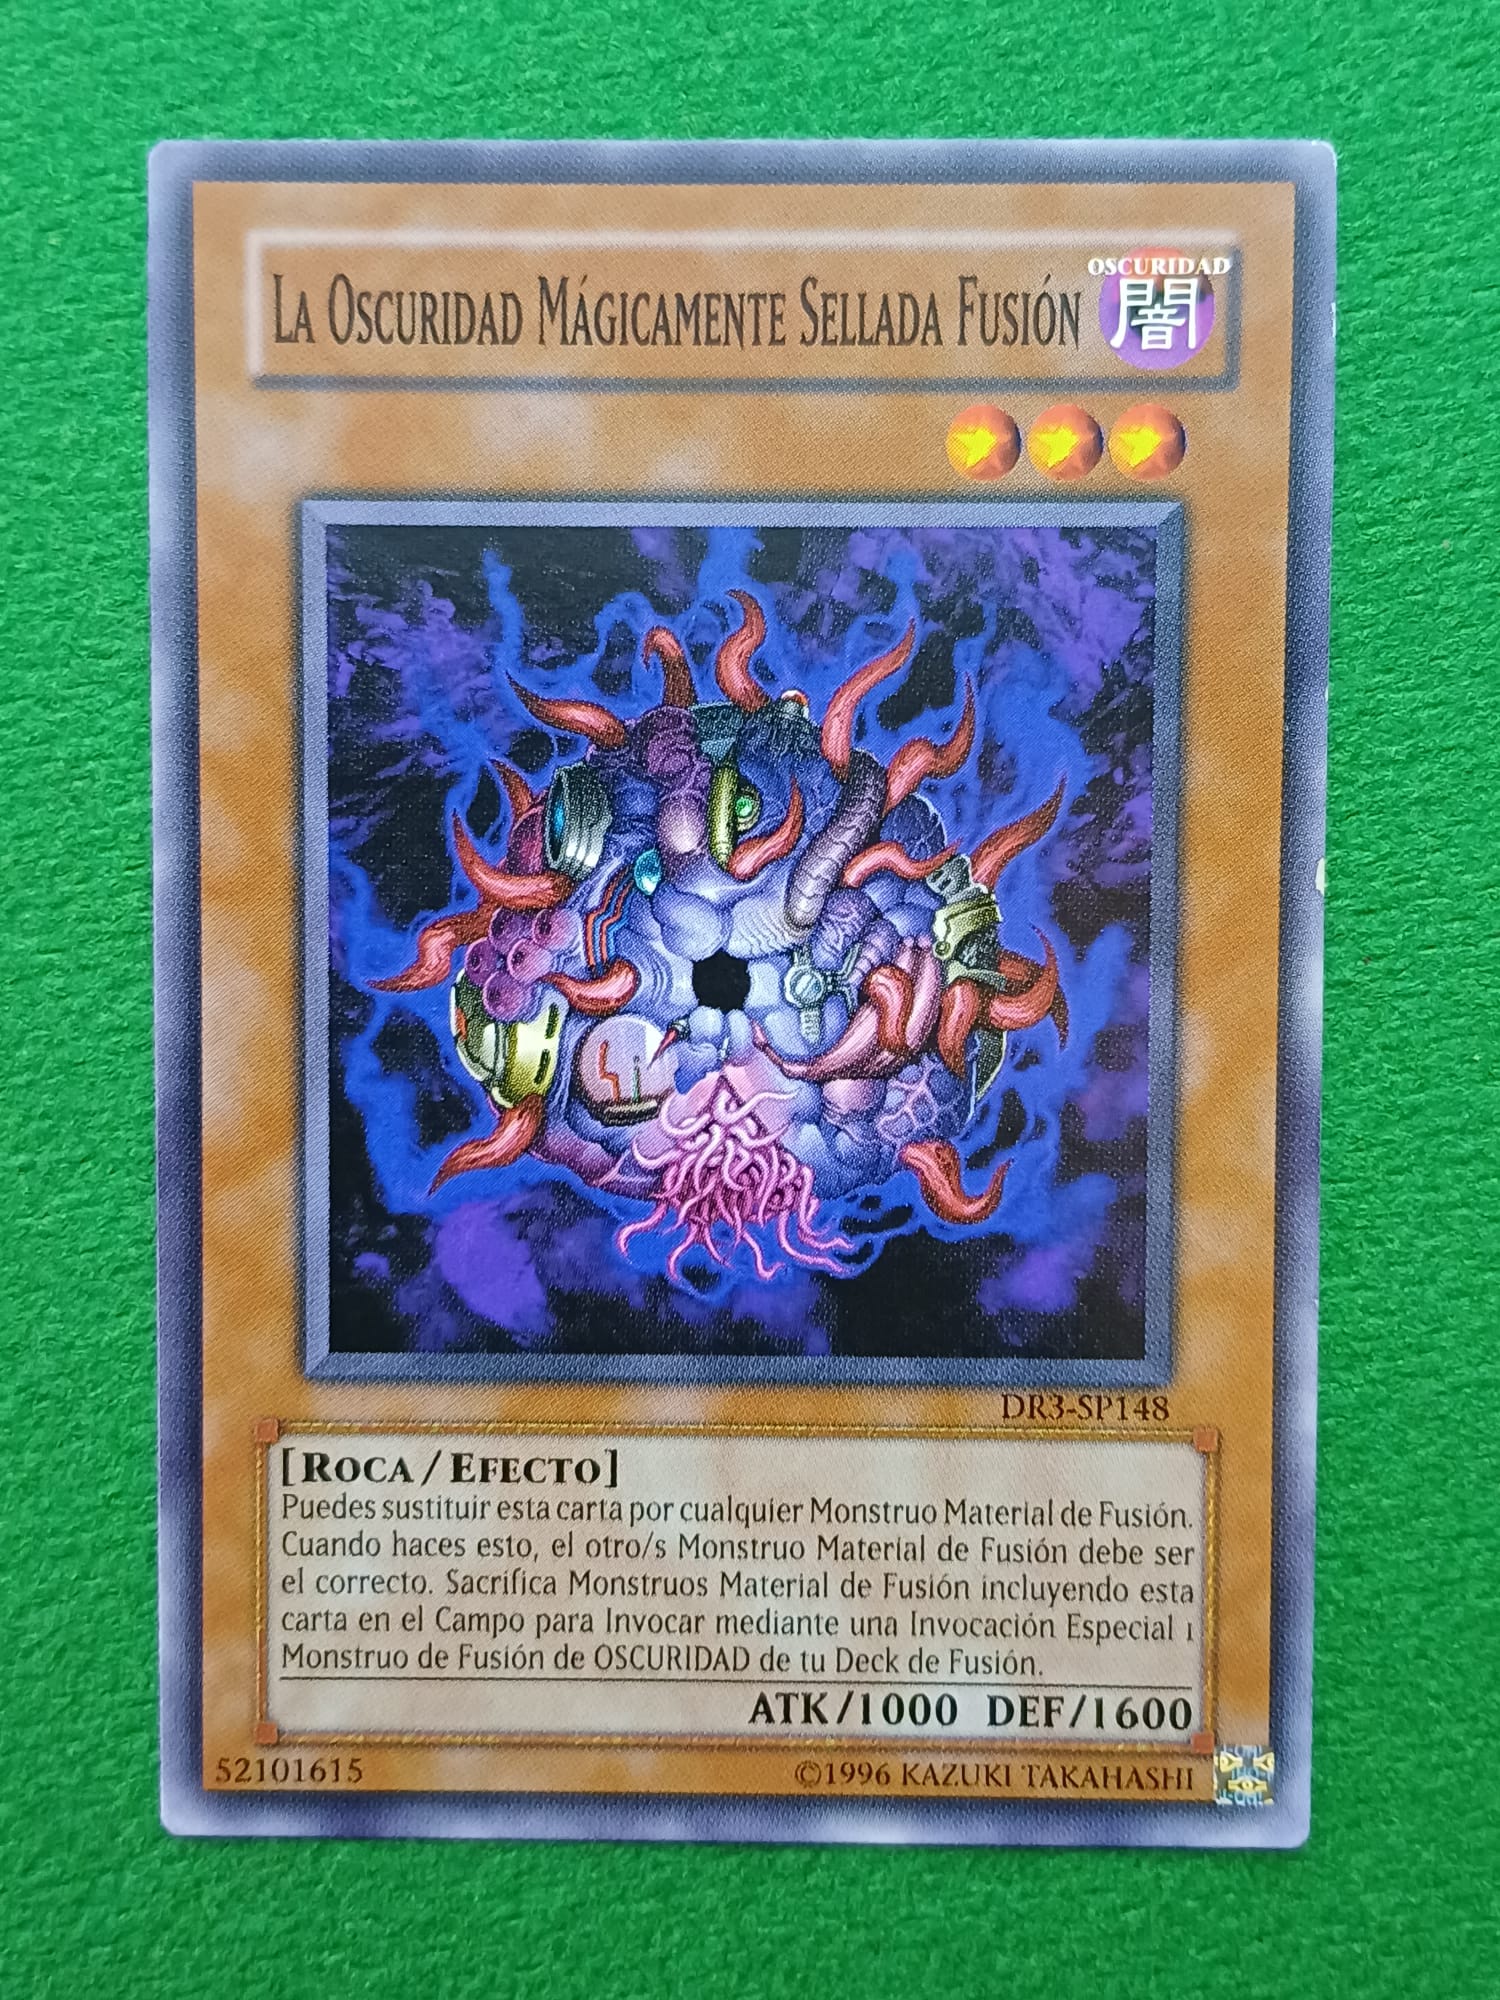 LA OSCURIDAD MÁGICAMENTE SELLADA FUSIÓN
OSCURIDAD
闇
DR3-SP148
[ROCA/EFECTO]
Puedes sustituir esta carta por cualquier Monstruo Material de Fusión.
Cuando haces esto, el otro/s Monstruo Material de Fusión debe ser
el correcto. Sacrifica Monstruos Material de Fusión incluyendo esta
carta en el Campo para Invocar mediante una Invocación Especial 1
Monstruo de Fusión de OSCURIDAD de tu Deck de Fusión.
ATK/1000 DEF/1600
52101615
©1996 KAZUKI TAKAHASHI